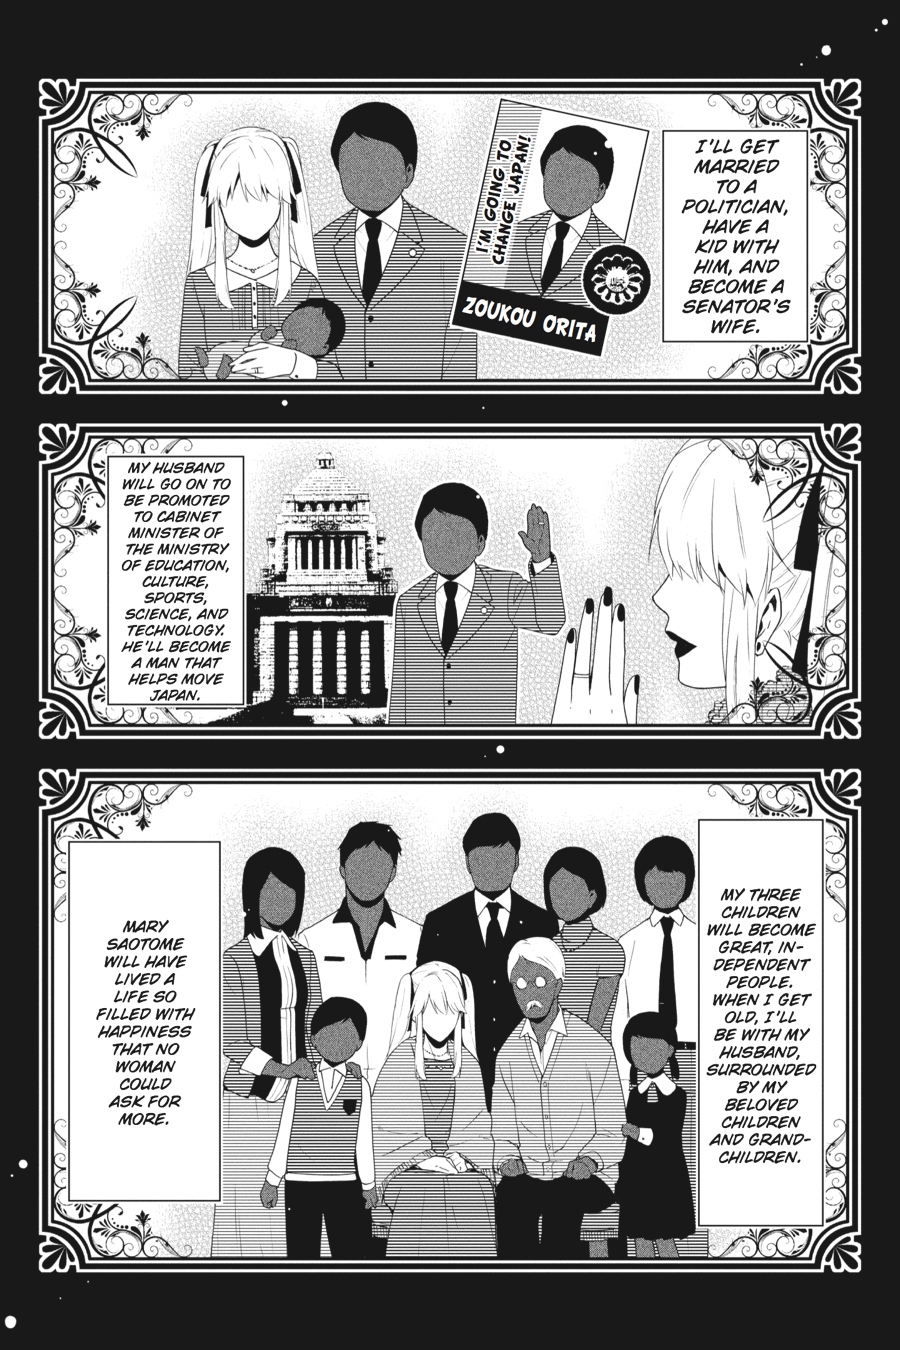 I'LL GET
MARRIED
TO A
POLITICIAN,
HAVE A
KID WITH
HIM, AND
BECOME A
SENATOR'S
WIFE.
I'M GOING TO
CHANGE JAPAN!
ZOUKOU ORITA
MY HUSBAND
WILL GO ON TO
BE PROMOTED
TO CABINET
MINISTER OF
THE MINISTRY
OF EDUCATION,
CULTURE,
SPORTS,
SCIENCE, AND
TECHNOLOGY.
HE'LL BECOME
A MAN THAT
HELPS MOVE
JAPAN.
MY THREE
CHILDREN
WILL BECOME
GREAT, IN-
DEPENDENT
PEOPLE.
WHEN I GET
OLD, I'LL
BE WITH MY
HUSBAND,
SURROUNDED
BY MY
BELOVED
CHILDREN
AND GRAND-
CHILDREN.
MARY
SAOTOME
WILL HAVE
LIVED A
LIFE SO
FILLED WITH
HAPPINESS
THAT NO
WOMAN
COULD
ASK FOR
MORE.